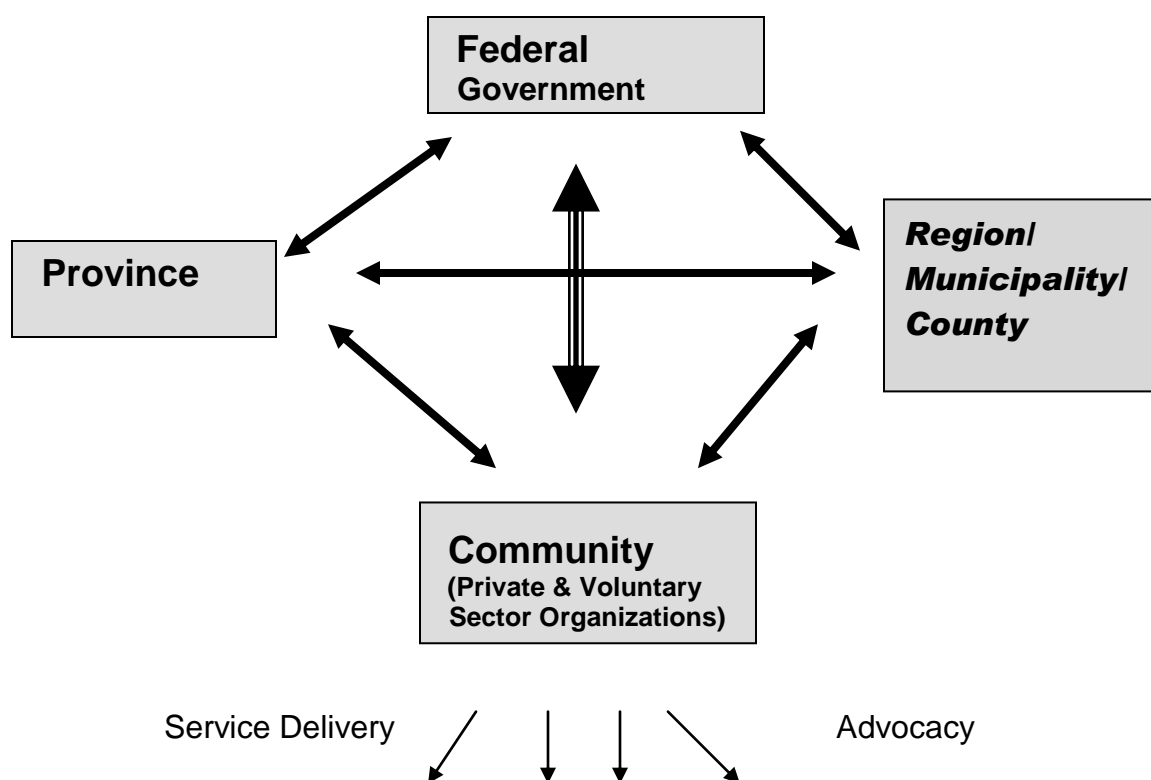 Federal
Government
Province
Region/
Municipality/
County
Community
(Private & Voluntary
Sector Organizations)
Service Delivery
Advocacy